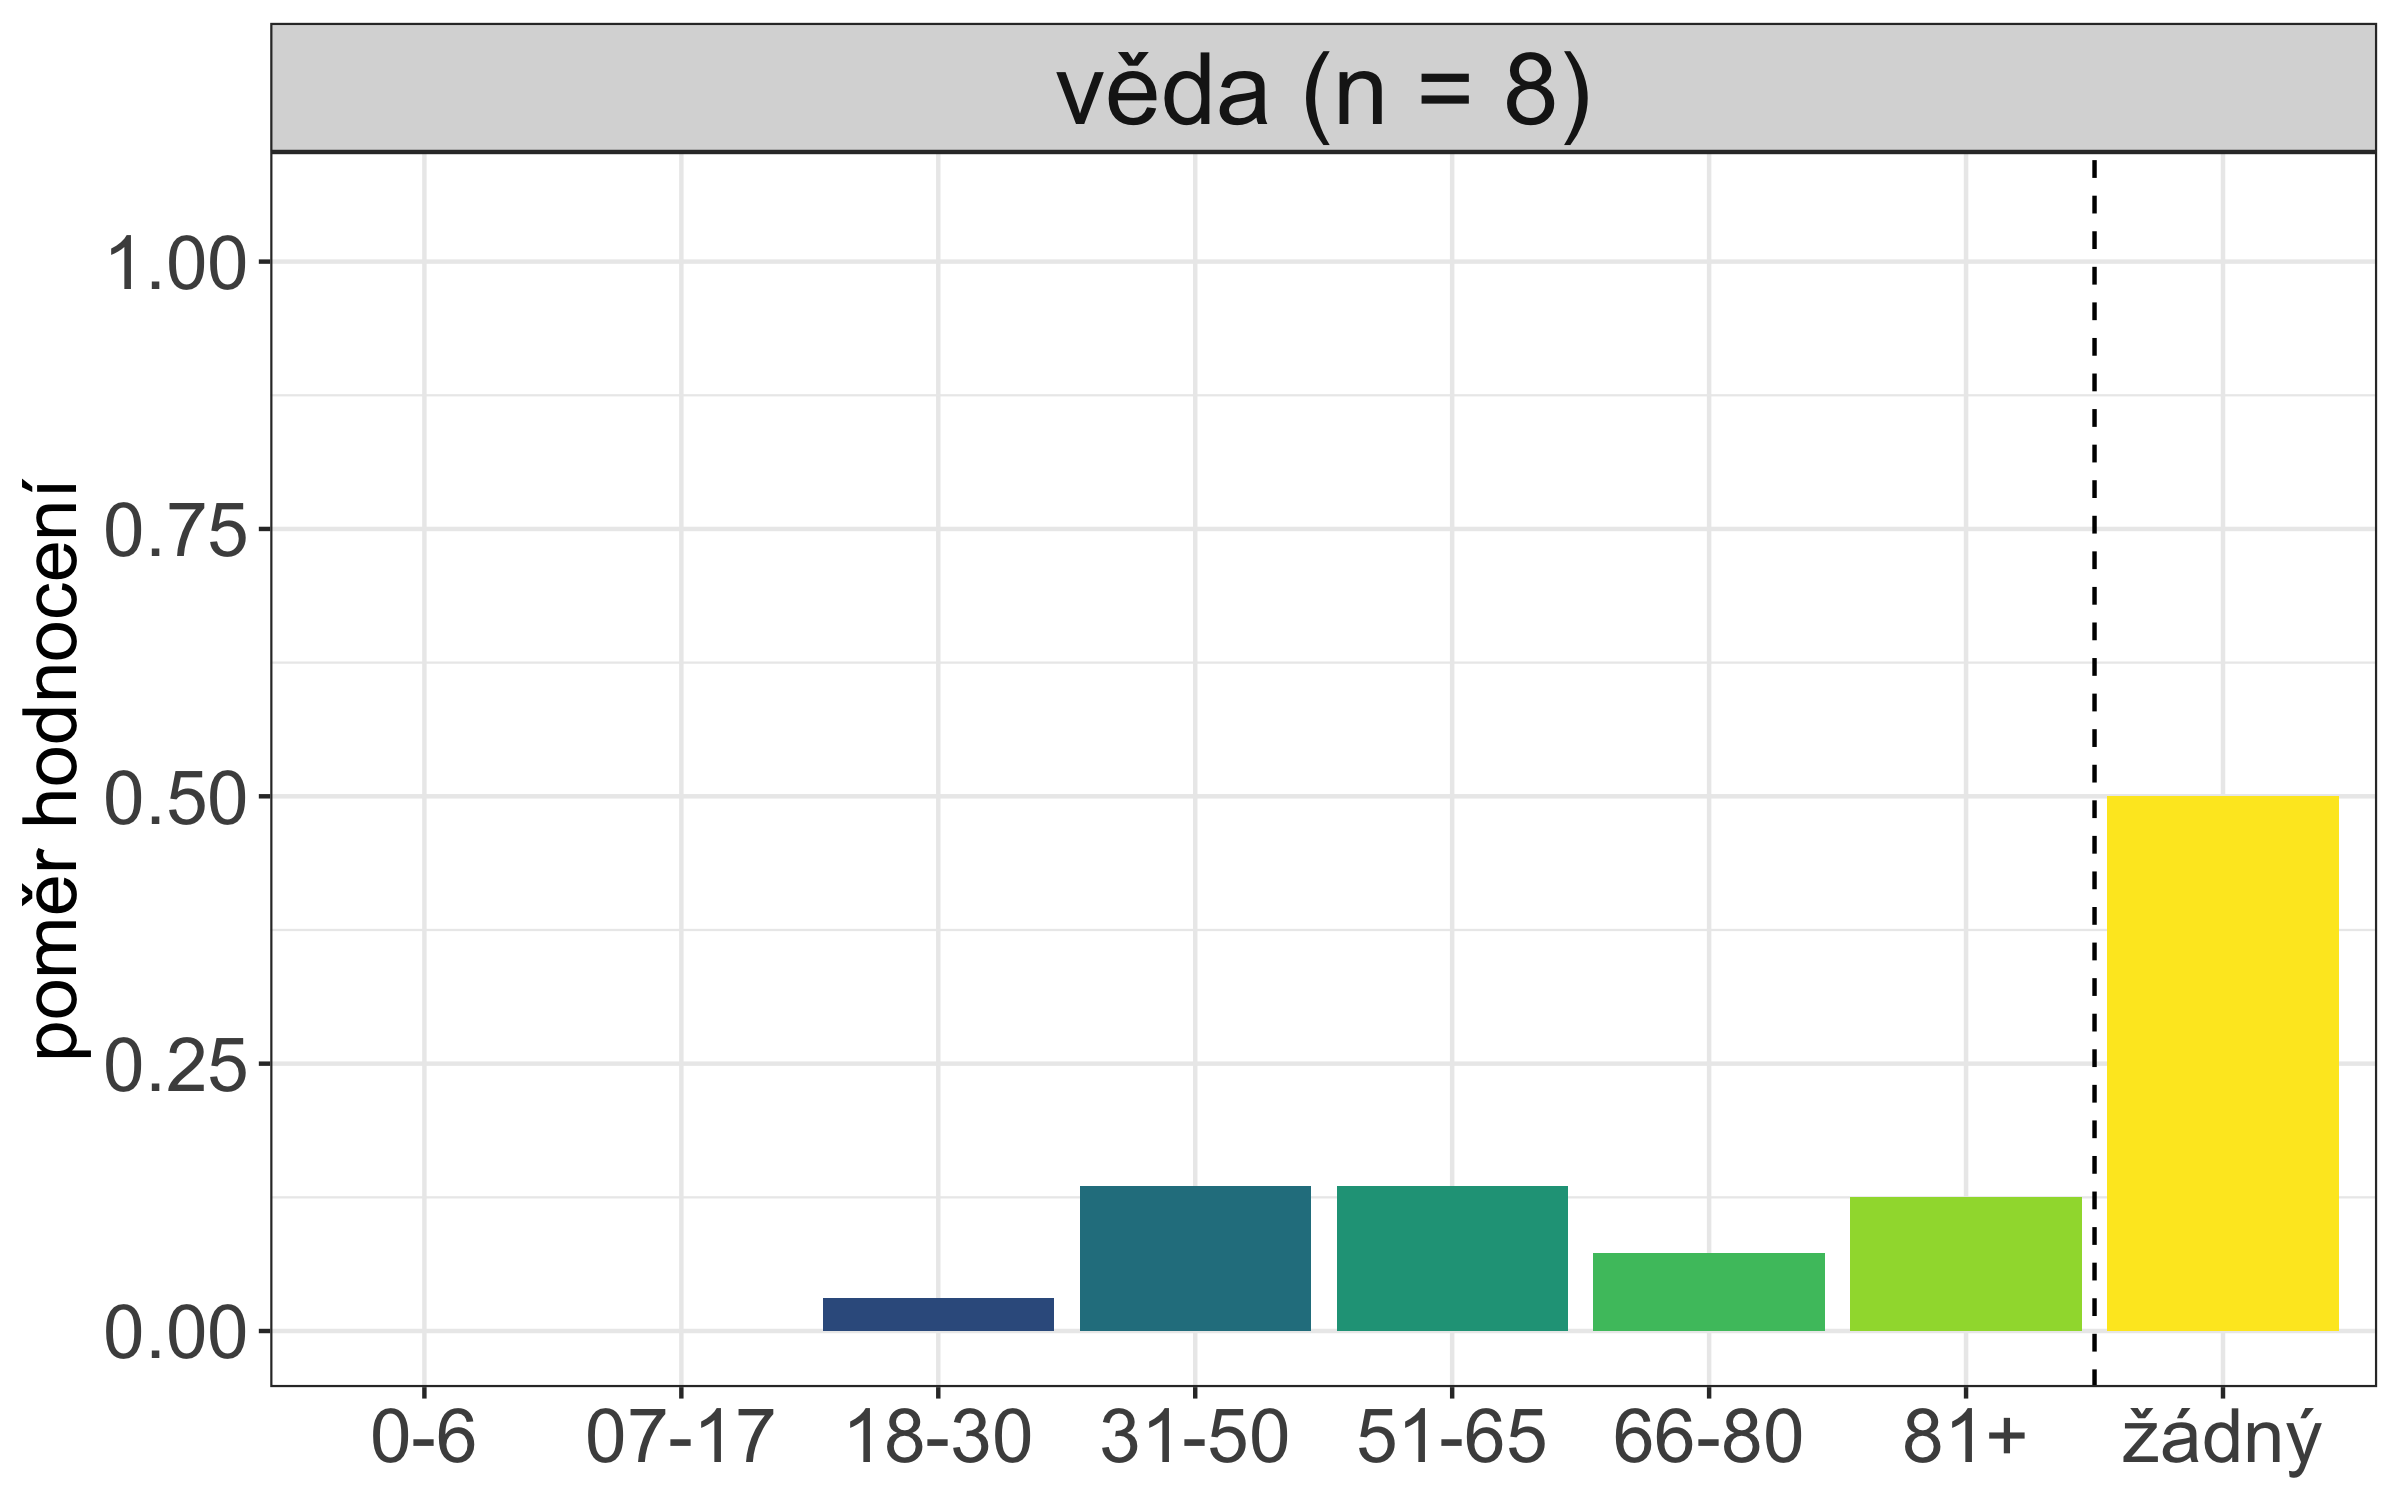 věda (n = 8)
poměr hodnocení
1.00
0.75
0.50
0.25
0.00
0-6 07-17 18-30 31-50 51-65 66-80 81+ žádný